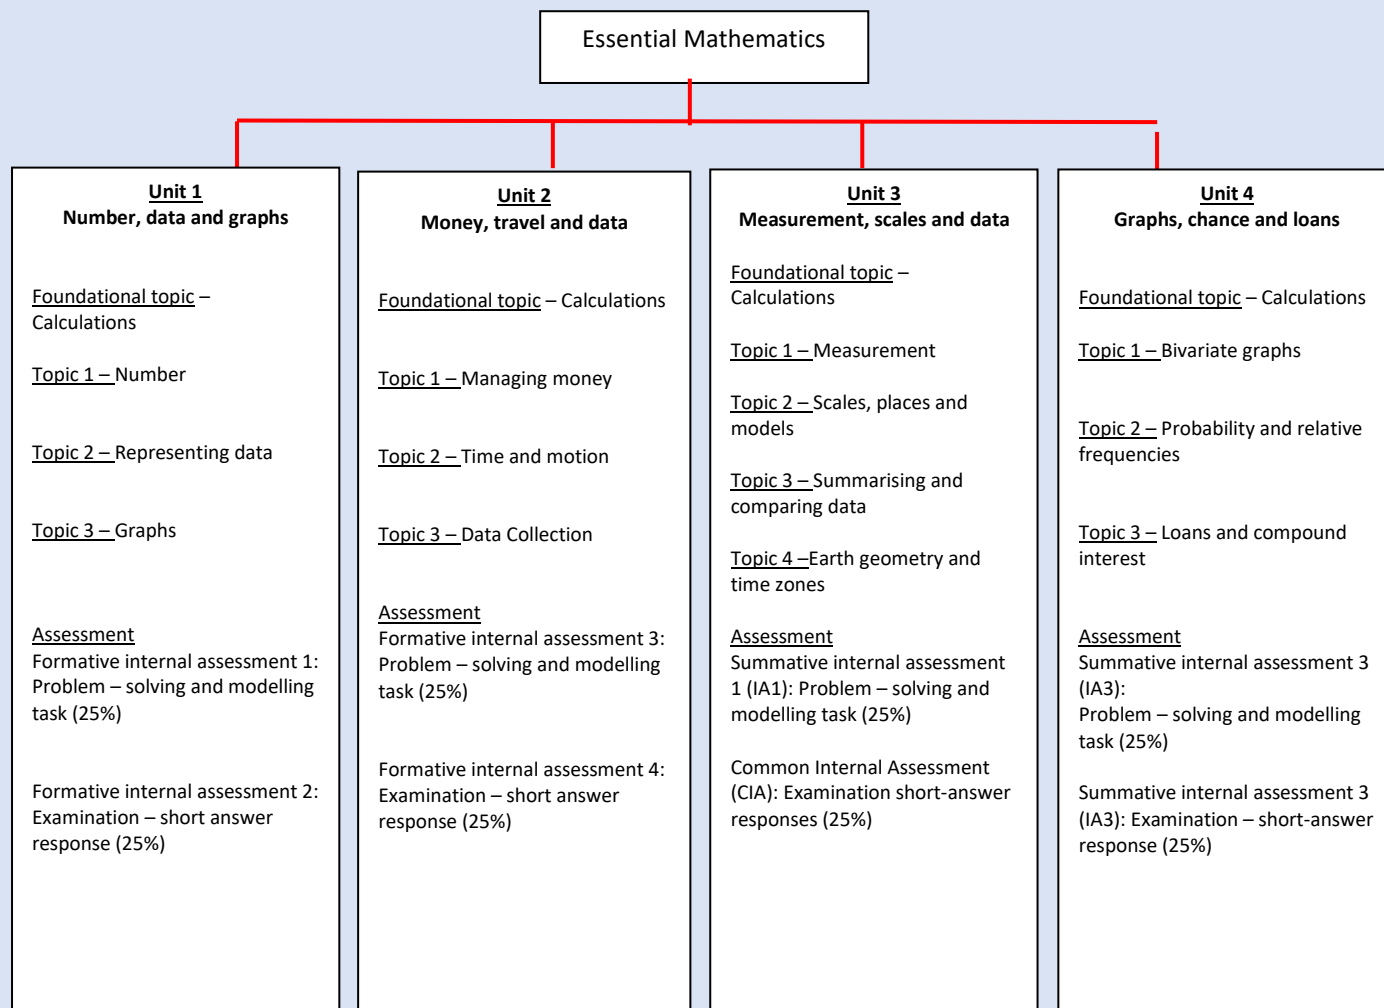 Essential Mathematics
Unit 1
Number, data and graphs
Foundational topic –
Calculations
Topic 1 – Number
Topic 2 – Representing data
Topic 3 – Graphs
Assessment
Formative internal assessment 1:
Problem – solving and modelling
task (25%)
Formative internal assessment 2:
Examination – short answer
response (25%)
Unit 2
Money, travel and data
Foundational topic – Calculations
Topic 1 – Managing money
Topic 2 – Time and motion
Topic 3 – Data Collection
Assessment
Formative internal assessment 3:
Problem – solving and modelling
task (25%)
Formative internal assessment 4:
Examination – short answer
response (25%)
Unit 3
Measurement, scales and data
Foundational topic –
Calculations
Topic 1 – Measurement
Topic 2 – Scales, places and
models
Topic 3 – Summarising and
comparing data
Topic 4 –Earth geometry and
time zones
Assessment
Summative internal assessment
1 (IA1): Problem – solving and
modelling task (25%)
Common Internal Assessment
(CIA): Examination short-answer
responses (25%)
Unit 4
Graphs, chance and loans
Foundational topic – Calculations
Topic 1 – Bivariate graphs
Topic 2 – Probability and relative
frequencies
Topic 3 – Loans and compound
interest
Assessment
Summative internal assessment 3
(IA3):
Problem – solving and modelling
task (25%)
Summative internal assessment 3
(IA3): Examination – short-answer
response (25%)